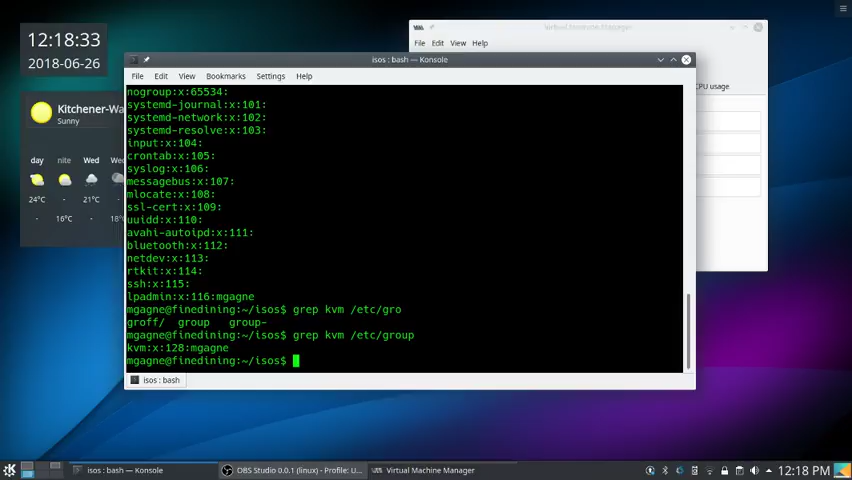 12:18:33
2018-06-26
Kitchener-Wa
Sunny
day nite Wed
24°C 21°C
- 16°C - 18°
Virtual Machine Manager
File Edit View Help
CPU usage
isos : bash — Konsole
File Edit View Bookmarks Settings Help
nogroup:x:65534:
systemd-journal:x:101:
systemd-network:x:102:
systemd-resolve:x:103:
input:x:104:
crontab:x:105:
syslog:x:106:
messagebus:x:107:
mlocate:x:108:
ssl-cert:x:109:
uuidd:x:110:
avahi-autoipd:x:111:
bluetooth:x:112:
netdev:x:113:
rtkit:x:114:
ssh:x:115:
lpadmin:x:116:mgagne
mgagne@finedining:~/isos$ grep kvm /etc/gro
groff/ group group-
mgagne@finedining:~/isos$ grep kvm /etc/group
kvm:x:128:mgagne
mgagne@finedining:~/isos$
isos : bash
isos : bash — Konsole
OBS Studio 0.0.1 (linux) - Profile: U...
Virtual Machine Manager
12:18 PM